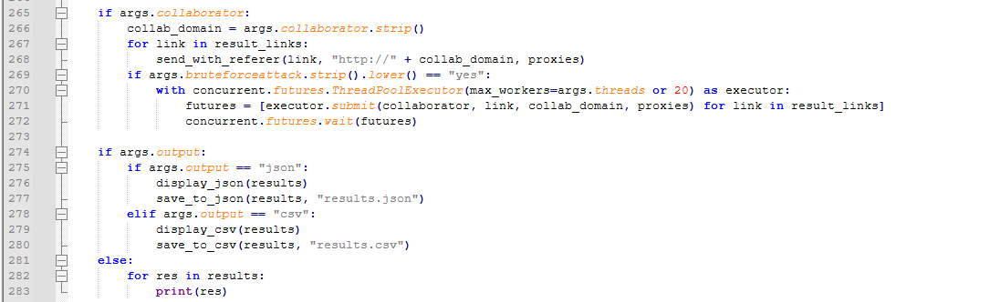 265 if args.collaborator:
266 collab_domain = args.collaborator.strip()
267 for link in result_links:
268 send_with_referer(link, "http://" + collab_domain, proxies)
269 if args.bruteforceattack.strip().lower() == "yes":
270 with concurrent.futures.ThreadPoolExecutor(max_workers=args.threads or 20) as executor:
271 futures = [executor.submit(collaborator, link, collab_domain, proxies) for link in result_links]
272 concurrent.futures.wait(futures)
273
274 if args.output:
275 if args.output == "json":
276 display_json(results)
277 save_to_json(results, "results.json")
278 elif args.output == "csv":
279 display_csv(results)
280 save_to_csv(results, "results.csv")
281 else:
282 for res in results:
283 print(res)